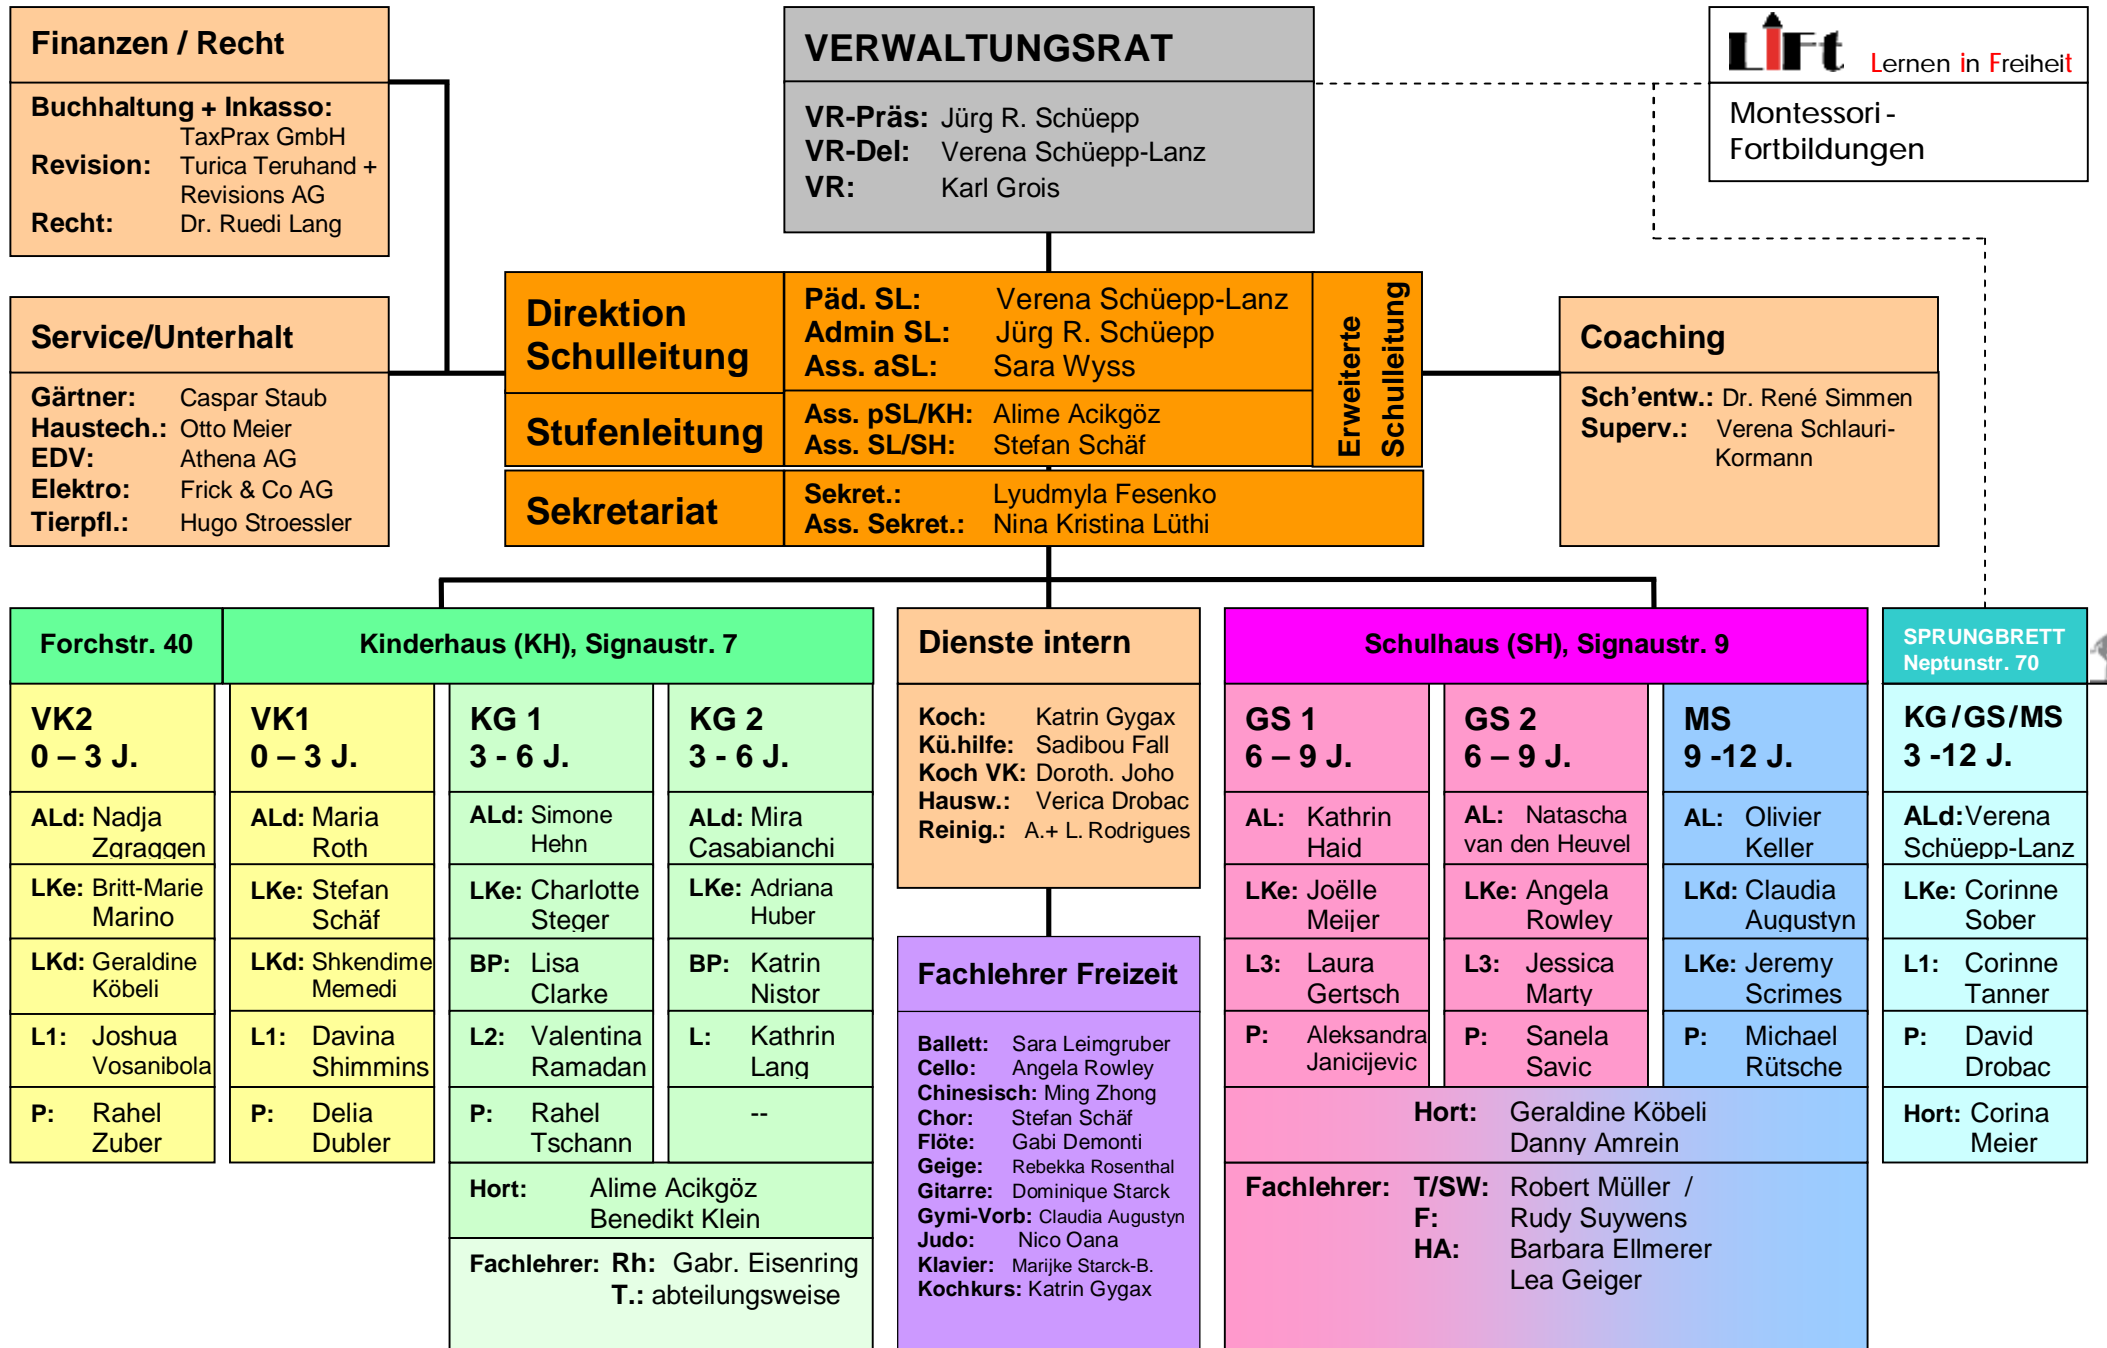 Finanzen / Recht
Buchhaltung + Inkasso:
TaxPrax GmbH
Revision: Turica Teruhand +
Revisions AG
Recht: Dr. Ruedi Lang
VERWALTUNGSRAT
VR-Präs: Jürg R. Schüepp
VR-Del: Verena Schüepp-Lanz
VR: Karl Grois
LiFt Lernen in Freiheit
Montessori-
Fortbildungen
Service/Unterhalt
Gärtner: Caspar Staub
Haustech.: Otto Meier
EDV: Athena AG
Elektro: Frick & Co AG
Tierpfl.: Hugo Stroessler
Direktion
Schulleitung
Päd. SL: Verena Schüepp-Lanz
Admin SL: Jürg R. Schüepp
Ass. aSL: Sara Wyss
Stufenleitung
Ass. pSL/KH: Alime Acikgöz
Ass. SL/SH: Stefan Schäf
Erweiterte
Schulleitung
Sekretariat
Sekret.: Lyudmyla Fesenko
Ass. Sekret.: Nina Kristina Lüthi
Coaching
Sch'entw.: Dr. René Simmen
Superv.: Verena Schlauri-
Kormann
Forchstr. 40
Kinderhaus (KH), Signaustr. 7
VK2
0 – 3 J.
ALd: Nadja
Zgraggen
LKe: Britt-Marie
Marino
LKd: Geraldine
Köbeli
L1: Joshua
Vosanibola
P: Rahel
Zuber
VK1
0 – 3 J.
ALd: Maria
Roth
LKe: Stefan
Schäf
LKd: Shkendime
Memedi
L1: Davina
Shimmins
P: Delia
Dubler
KG 1
3 - 6 J.
ALd: Simone
Hehn
LKe: Charlotte
Steger
BP: Lisa
Clarke
L2: Valentina
Ramadan
P: Rahel
Tschann
KG 2
3 - 6 J.
ALd: Mira
Casabianchi
LKe: Adriana
Huber
BP: Katrin
Nistor
L: Kathrin
Lang
--
Hort: Alime Acikgöz
Benedikt Klein
Fachlehrer: Rh: Gabr. Eisenring
T.: abteilungsweise
Dienste intern
Koch: Katrin Gygax
Kü.hilfe: Sadibou Fall
Koch VK: Doroth. Joho
Hausw.: Verica Drobac
Reinig.: A.+ L. Rodrigues
Fachlehrer Freizeit
Ballett: Sara Leimgruber
Cello: Angela Rowley
Chinesisch: Ming Zhong
Chor: Stefan Schäf
Flöte: Gabi Demonti
Geige: Rebekka Rosenthal
Gitarre: Dominique Starck
Gymi-Vorb: Claudia Augustyn
Judo: Nico Oana
Klavier: Marijke Starck-B.
Kochkurs: Katrin Gygax
Schulhaus (SH), Signaustr. 9
GS 1
6 – 9 J.
AL: Kathrin
Haid
LKe: Joëlle
Meijer
L3: Laura
Gertsch
P: Aleksandra
Janicijevic
GS 2
6 – 9 J.
AL: Natascha
van den Heuvel
LKe: Angela
Rowley
L3: Jessica
Marty
P: Sanela
Savic
MS
9 -12 J.
AL: Olivier
Keller
LKd: Claudia
Augustyn
LKe: Jeremy
Scrimes
P: Michael
Rütsche
Hort: Geraldine Köbeli
Danny Amrein
Fachlehrer: T/SW: Robert Müller /
F: Rudy Suywens
HA: Barbara Ellmerer
Lea Geiger
SPRUNGBRETT
Neptunstr. 70
KG/GS/MS
3 -12 J.
ALd:Verena
Schüepp-Lanz
LKe: Corinne
Sober
L1: Corinne
Tanner
P: David
Drobac
Hort: Corina
Meier